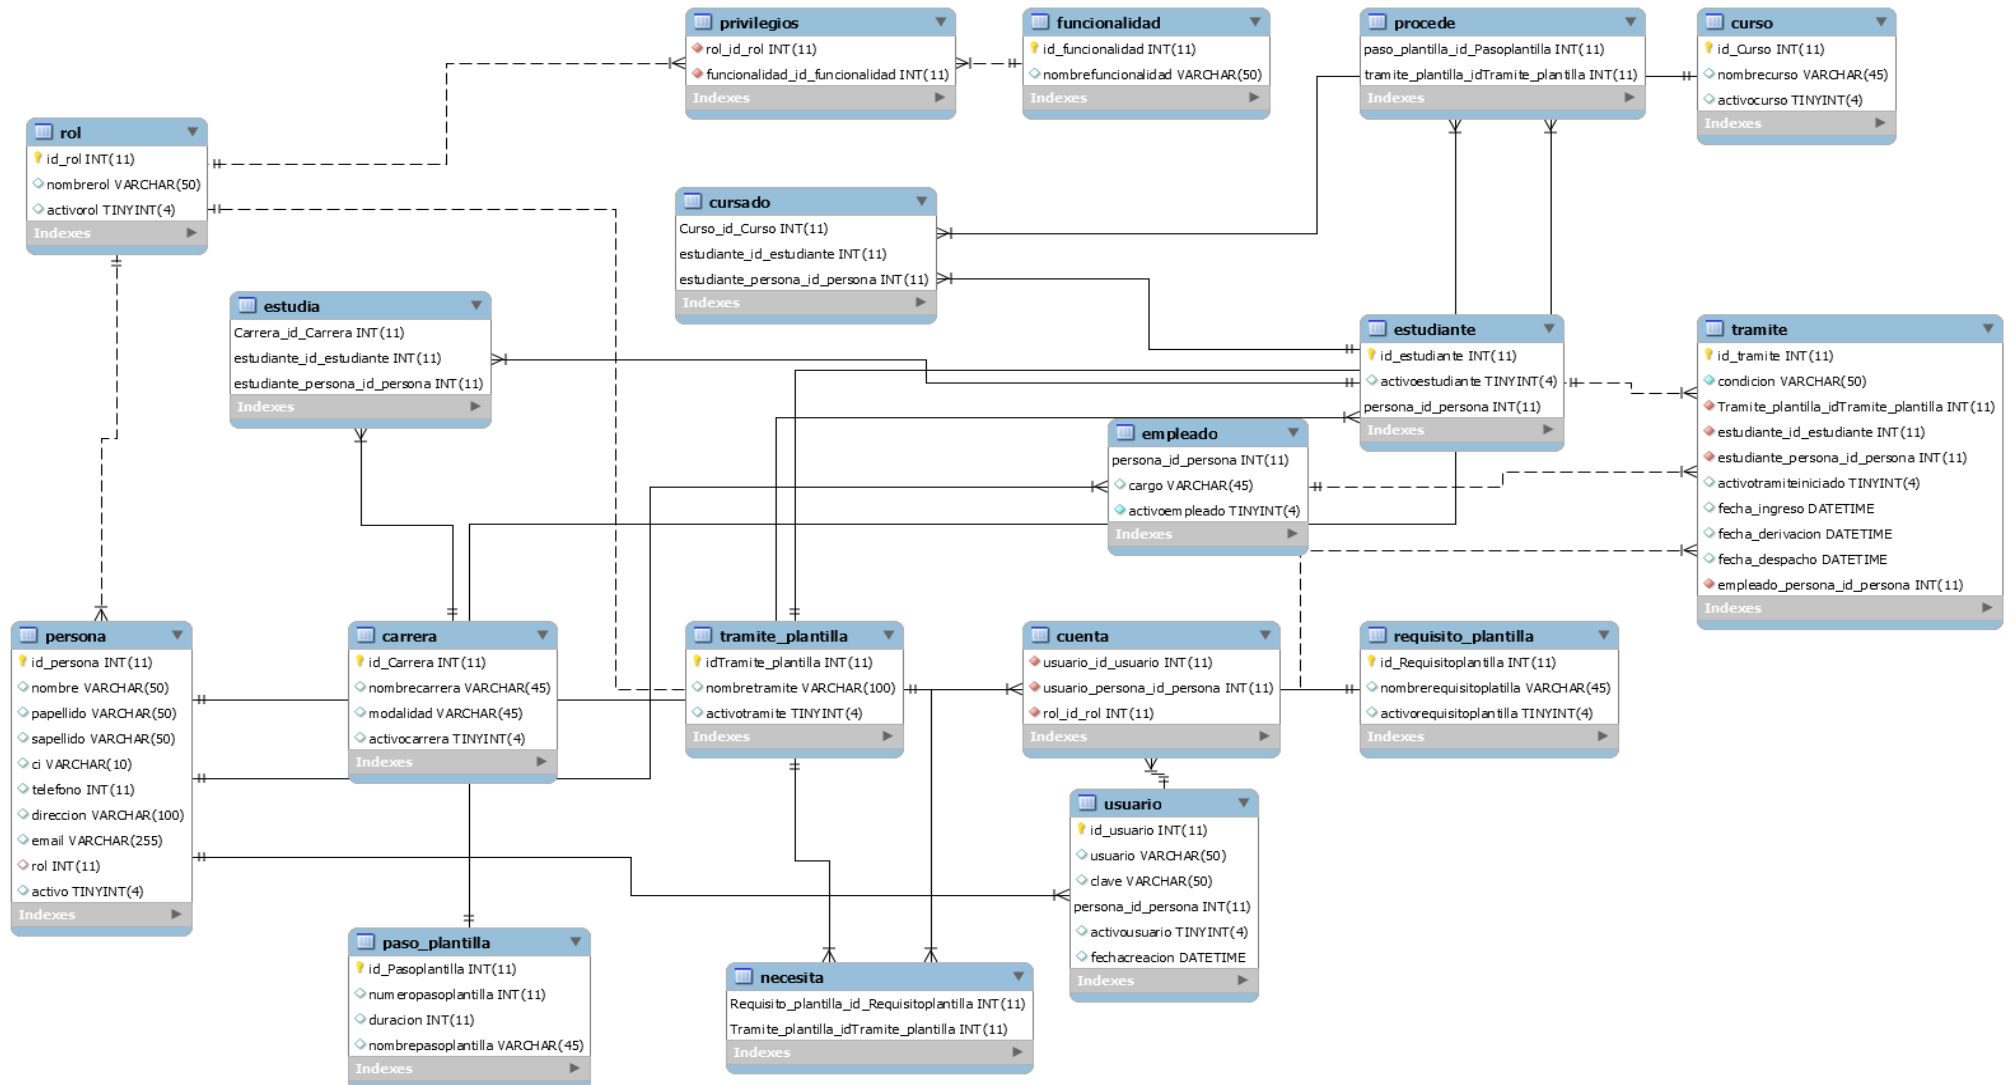 privilegios
rol_id_rol INT(11)
funcionalidad_id_funcionalidad INT(11)
Indexes
funcionalidad
id_funcionalidad INT(11)
nombrefuncionalidad VARCHAR(50)
Indexes
procede
paso_plantilla_id_Pasoplantilla INT(11)
tramite_plantilla_idTramite_plantilla INT(11)
Indexes
curso
id_Curso INT(11)
nombrecurso VARCHAR(45)
activocurso TINYINT(4)
Indexes
rol
id_rol INT(11)
nombrerol VARCHAR(50)
activorol TINYINT(4)
Indexes
cursado
Curso_id_Curso INT(11)
estudiante_id_estudiante INT(11)
estudiante_persona_id_persona INT(11)
Indexes
estudia
Carrera_id_Carrera INT(11)
estudiante_id_estudiante INT(11)
estudiante_persona_id_persona INT(11)
Indexes
estudiante
id_estudiante INT(11)
activoestudiante TINYINT(4)
persona_id_persona INT(11)
Indexes
tramite
id_tramite INT(11)
condicion VARCHAR(50)
Tramite_plantilla_idTramite_plantilla INT(11)
estudiante_id_estudiante INT(11)
estudiante_persona_id_persona INT(11)
activotramiteiniciado TINYINT(4)
fecha_ingreso DATETIME
fecha_derivacion DATETIME
fecha_despacho DATETIME
empleado_persona_id_persona INT(11)
Indexes
empleado
persona_id_persona INT(11)
cargo VARCHAR(45)
activoempleado TINYINT(4)
Indexes
persona
id_persona INT(11)
nombre VARCHAR(50)
papellido VARCHAR(50)
sapellido VARCHAR(50)
ci VARCHAR(10)
telefono INT(11)
direccion VARCHAR(100)
email VARCHAR(255)
rol INT(11)
activo TINYINT(4)
Indexes
carrera
id_Carrera INT(11)
nombrecarrera VARCHAR(45)
modalidad VARCHAR(45)
activocarrera TINYINT(4)
Indexes
tramite_plantilla
idTramite_plantilla INT(11)
nombretramite VARCHAR(100)
activotramite TINYINT(4)
Indexes
cuenta
usuario_id_usuario INT(11)
usuario_persona_id_persona INT(11)
rol_id_rol INT(11)
Indexes
requisito_plantilla
id_Requisitoplantilla INT(11)
nombrerequisitoplatilla VARCHAR(45)
activorequisitoplantilla TINYINT(4)
Indexes
usuario
id_usuario INT(11)
usuario VARCHAR(50)
clave VARCHAR(50)
persona_id_persona INT(11)
activousuario TINYINT(4)
fechacreacion DATETIME
Indexes
paso_plantilla
id_Pasoplantilla INT(11)
numeropasoplantilla INT(11)
duracion INT(11)
nombrepasoplantilla VARCHAR(45)
Indexes
necesita
Requisito_plantilla_id_Requisitoplantilla INT(11)
Tramite_plantilla_idTramite_plantilla INT(11)
Indexes